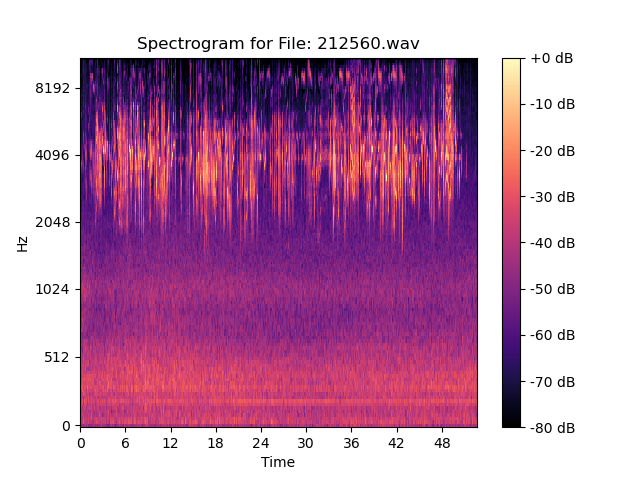 Spectrogram for File: 212560.wav
8192
4096
2048
1024
512
0
Hz
0 6 12 18 24 30 36 42 48
Time
+0 dB
-10 dB
-20 dB
-30 dB
-40 dB
-50 dB
-60 dB
-70 dB
-80 dB